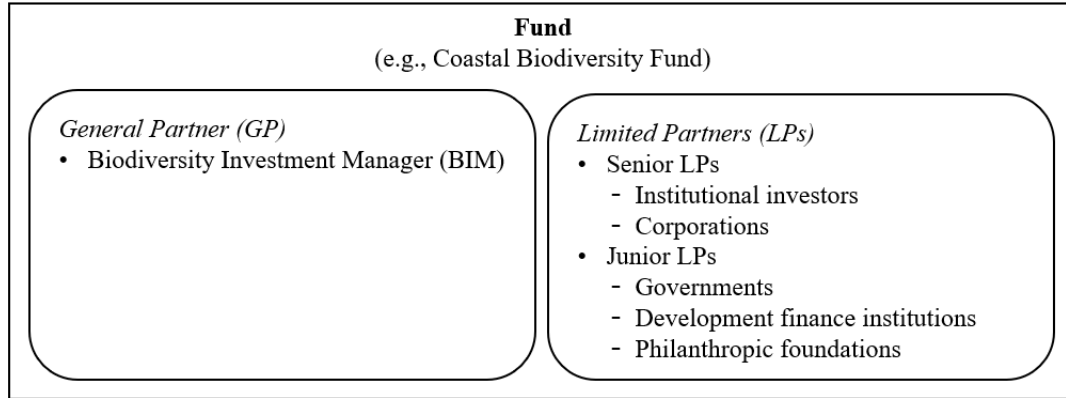 Fund
(e.g., Coastal Biodiversity Fund)
General Partner (GP)
• Biodiversity Investment Manager (BIM)
Limited Partners (LPs)
• Senior LPs
- Institutional investors
- Corporations
• Junior LPs
- Governments
- Development finance institutions
- Philanthropic foundations